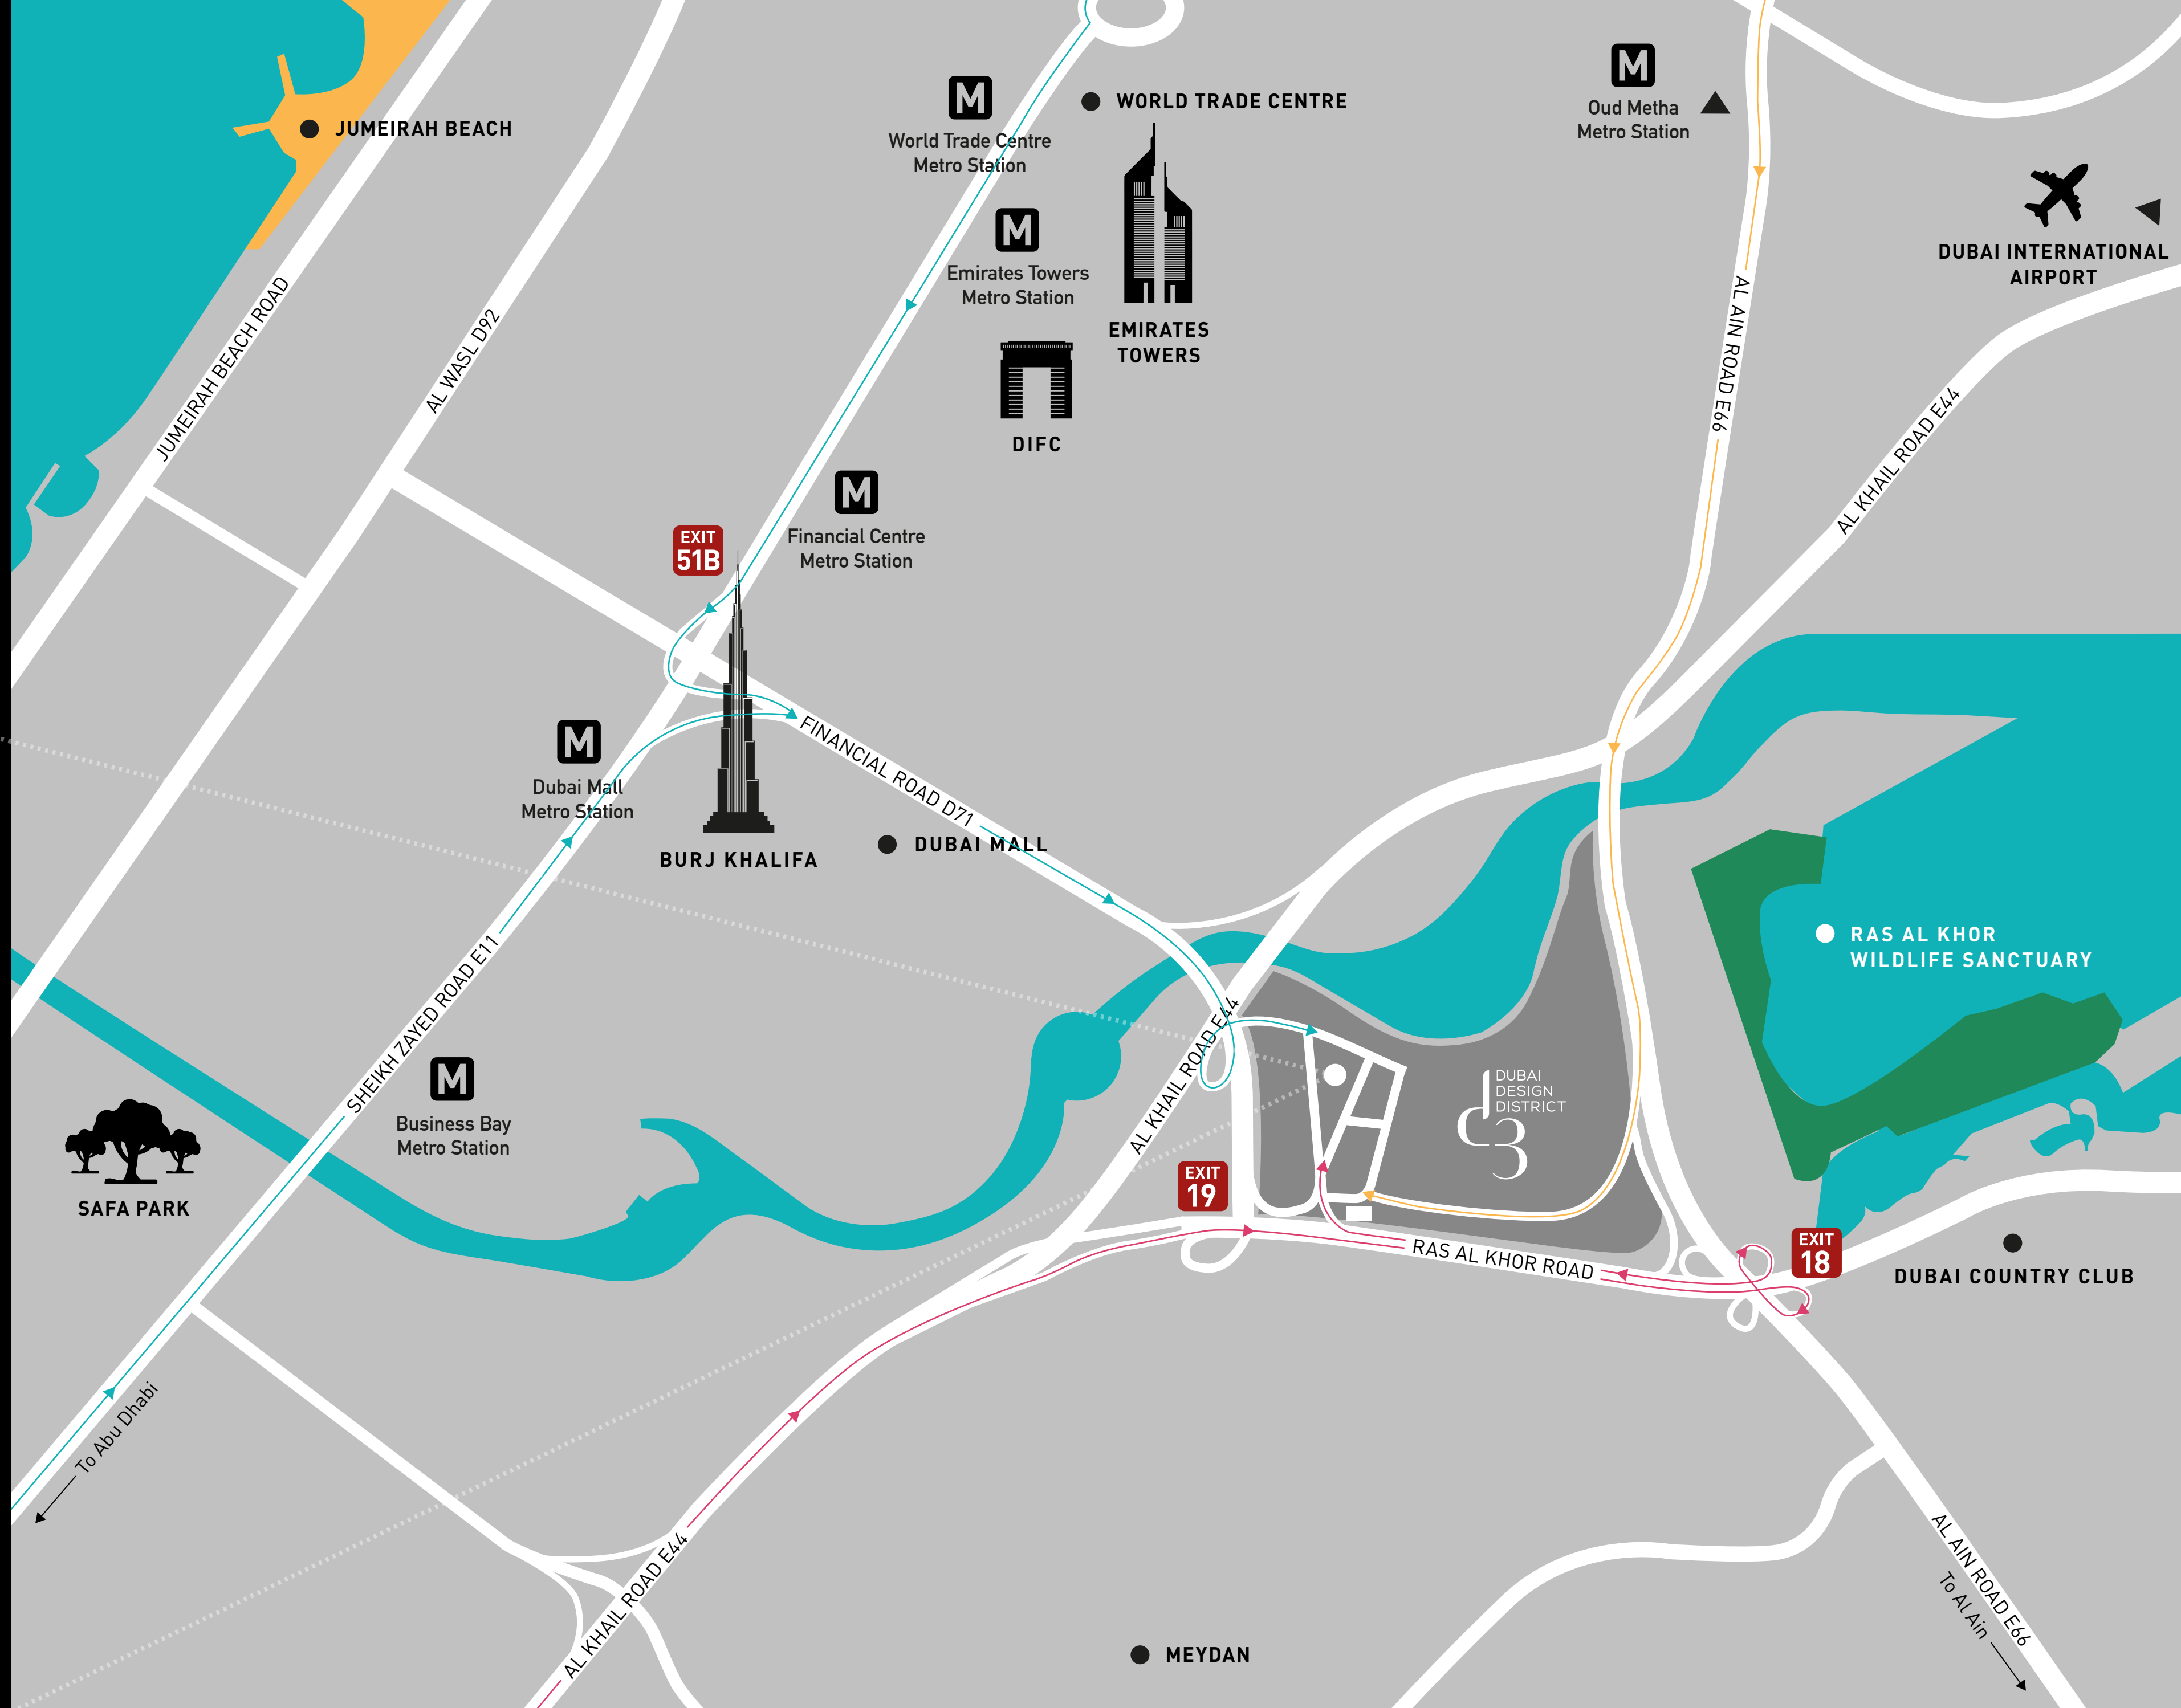 M
World Trade Centre
Metro Station
WORLD TRADE CENTRE
M
Oud Metha
Metro Station
JUMEIRAH BEACH
M
Emirates Towers
Metro Station
EMIRATES
TOWERS
DUBAI INTERNATIONAL
AIRPORT
JUMEIRAH BEACH ROAD
AL WASL D92
DIFC
AL AIN ROAD E66
AL KHAIL ROAD E44
M
Financial Centre
Metro Station
EXIT
51B
M
Dubai Mall
Metro Station
FINANCIAL ROAD D71
BURJ KHALIFA
DUBAI MALL
RAS AL KHOR
WILDLIFE SANCTUARY
SHEIKH ZAYED ROAD E11
M
Business Bay
Metro Station
AL KHAIL ROAD E44
DUBAI
DESIGN
DISTRICT
d3
SAFA PARK
EXIT
19
RAS AL KHOR ROAD
EXIT
18
DUBAI COUNTRY CLUB
To Abu Dhabi
AL KHAIL ROAD E44
AL AIN ROAD E66
To Al Ain
MEYDAN